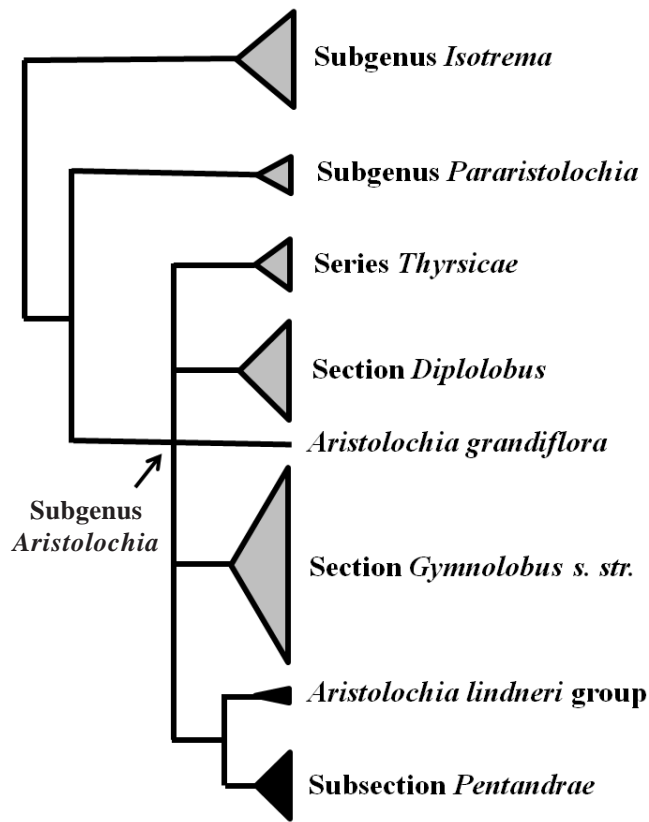 Subgenus Isotrema
Subgenus Pararistolochia
Series Thyrsicae
Section Diplolobus
Aristolochia grandiflora
Subgenus
Aristolochia
Section Gymnolobus s. str.
Aristolochia lindneri group
Subsection Pentandrae